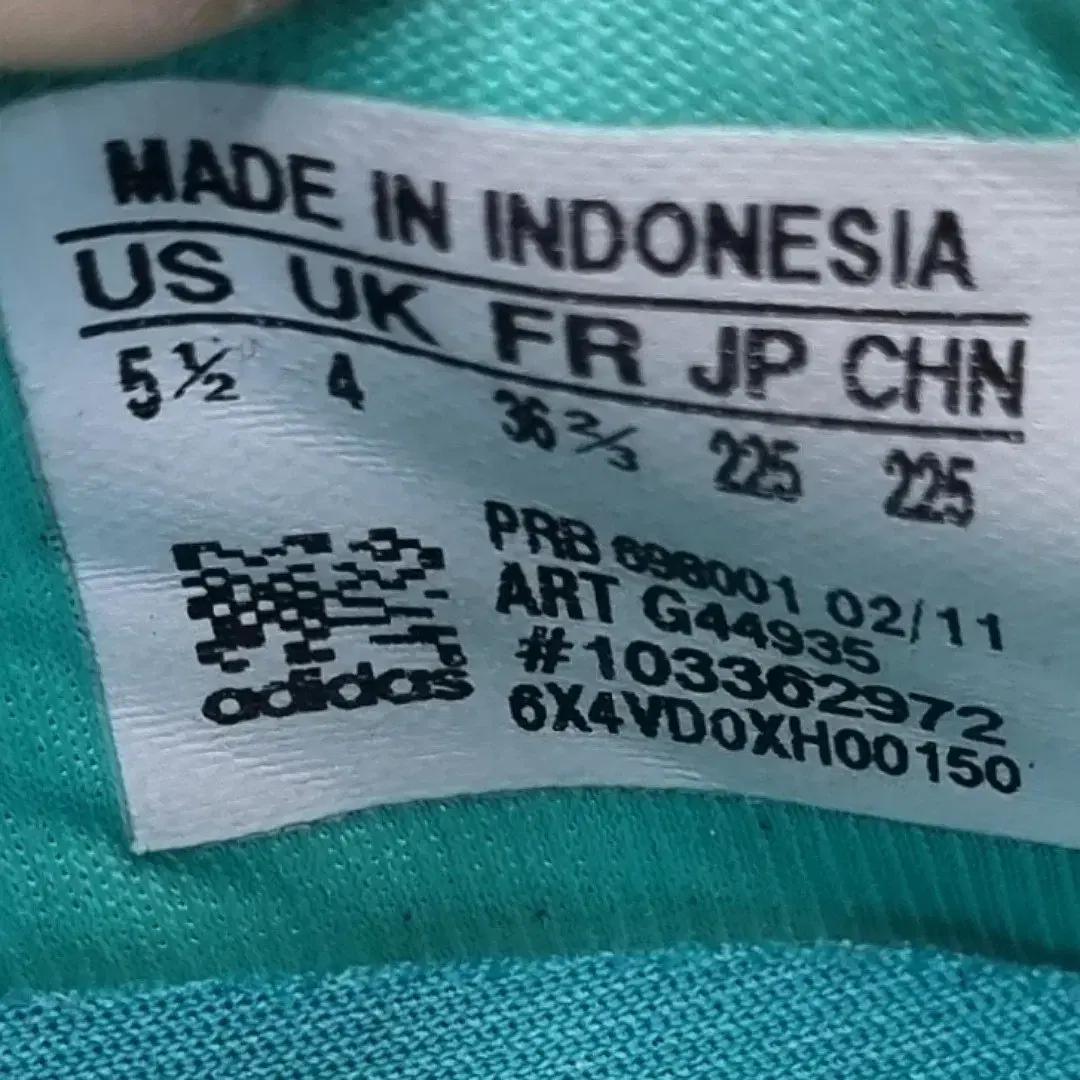 MADE IN INDONESIA
US UK FR JP CHN
5½ 4 36⅔ 225 225
PRB 698001 02/11
ART G44935
#103362972
6X4VD0XH00150
adidas